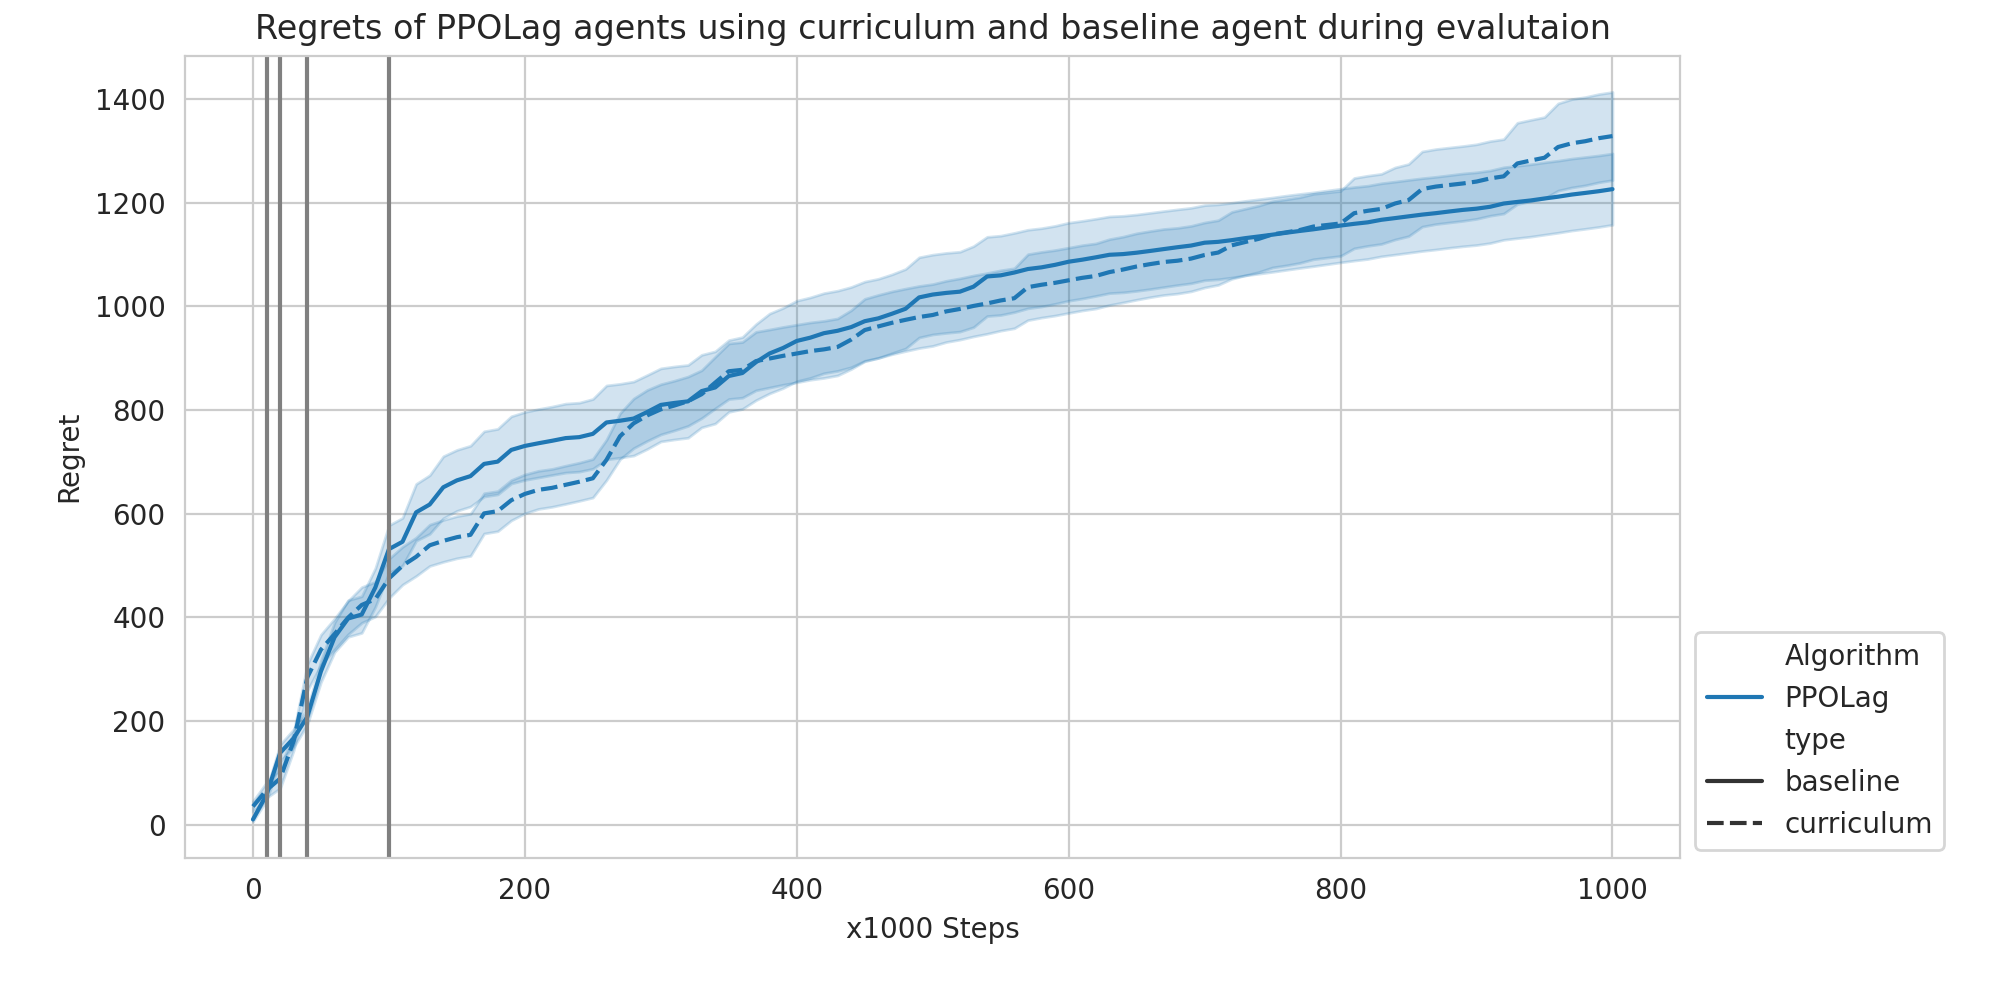 Regrets of PPOLag agents using curriculum and baseline agent during evalutaion
1400
1200
1000
800
600
400
200
0
Regret
0 200 400 600 800 1000
x1000 Steps
Algorithm
PPOLag
type
baseline
curriculum